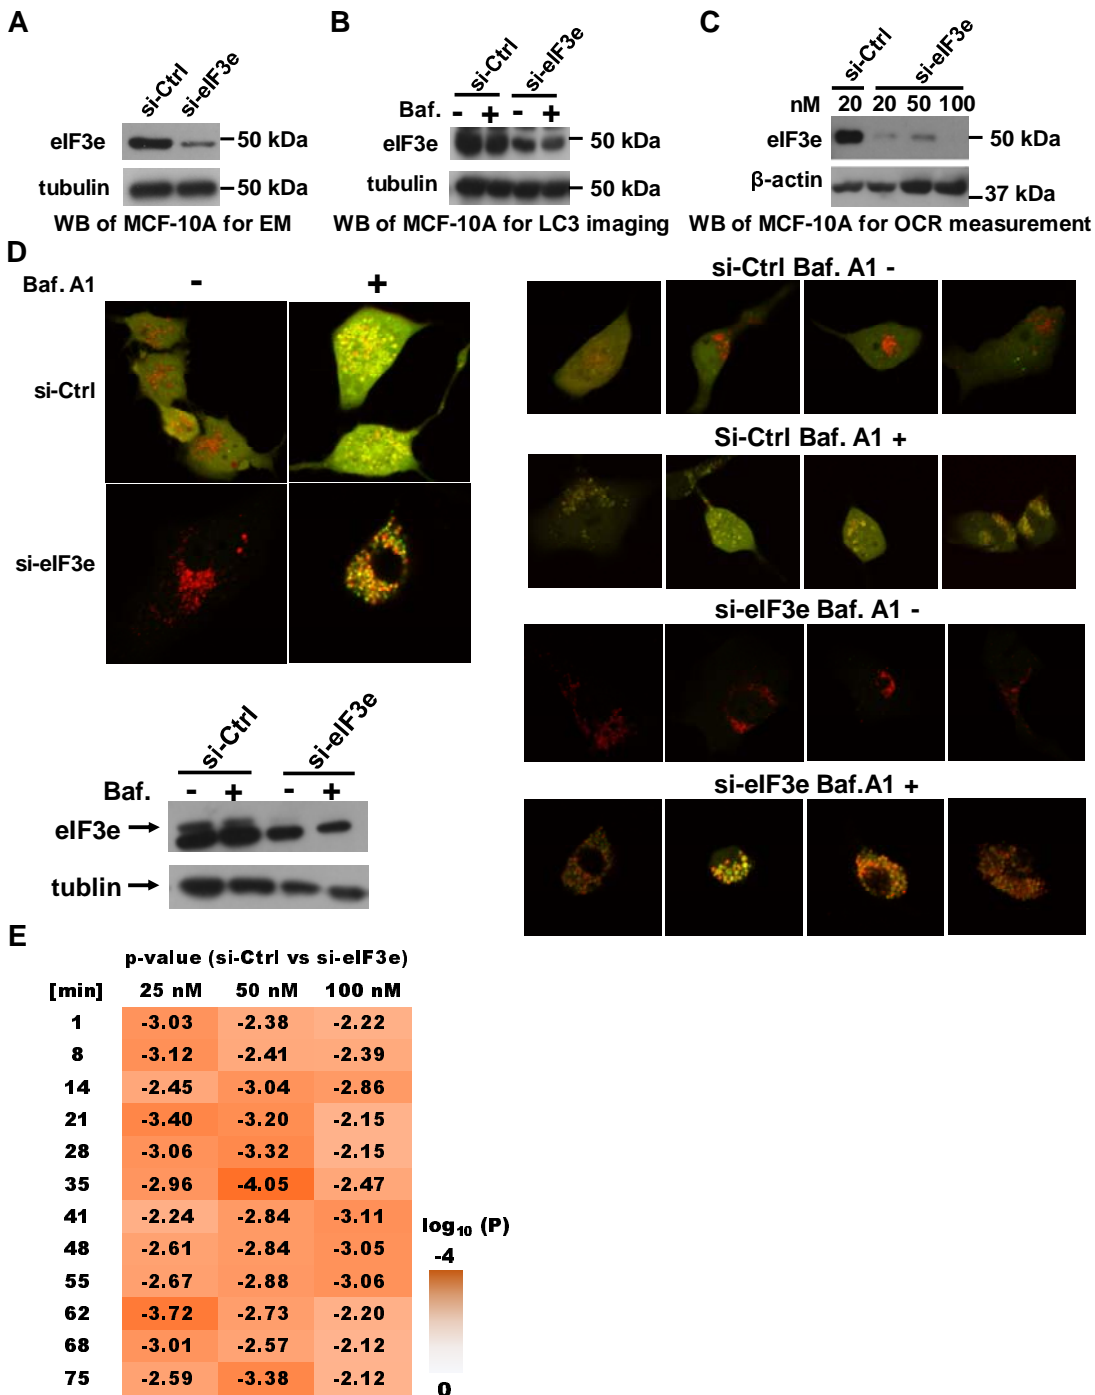 A
si-Ctrl si-eIF3e
eIF3e 50 kDa
tubulin 50 kDa
WB of MCF-10A for EM
B
si-Ctrl si-eIF3e
Baf. - + - +
eIF3e 50 kDa
tubulin 50 kDa
WB of MCF-10A for LC3 imaging
C
si-Ctrl si-eIF3e
nM 20 20 50 100
eIF3e 50 kDa
β-actin 37 kDa
WB of MCF-10A for OCR measurement
D
Baf. A1 - +
si-Ctrl
si-eIF3e
si-Ctrl Baf. A1 -
Si-Ctrl Baf. A1 +
si-eIF3e Baf. A1 -
si-eIF3e Baf.A1 +
si-Ctrl si-eIF3e
Baf. - + - +
eIF3e
tublin
E
p-value (si-Ctrl vs si-eIF3e)
[min] 25 nM 50 nM 100 nM
1 -3.03 -2.38 -2.22
8 -3.12 -2.41 -2.39
14 -2.45 -3.04 -2.86
21 -3.40 -3.20 -2.15
28 -3.06 -3.32 -2.15
35 -2.96 -4.05 -2.47
41 -2.24 -2.84 -3.11
48 -2.61 -2.84 -3.05
55 -2.67 -2.88 -3.06
62 -3.72 -2.73 -2.20
68 -3.01 -2.57 -2.12
75 -2.59 -3.38 -2.12
log10 (P)
-4
0